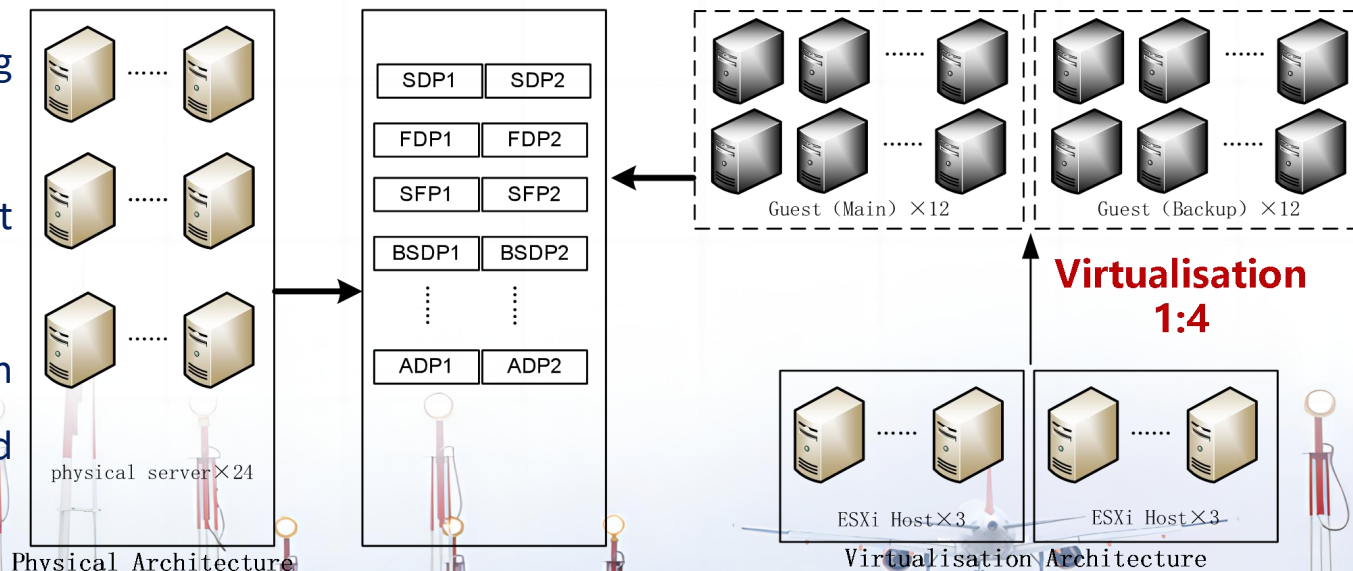 g
t
n
d
......
......
......
physical server×24
Physical Architecture
SDP1 SDP2
FDP1 FDP2
SFP1 SFP2
BSDP1 BSDP2
ADP1 ADP2
......
......
Guest（Main）×12
......
......
Guest（Backup）×12
Virtualisation
1:4
......
ESXi Host×3
......
ESXi Host×3
Virtualisation Architecture